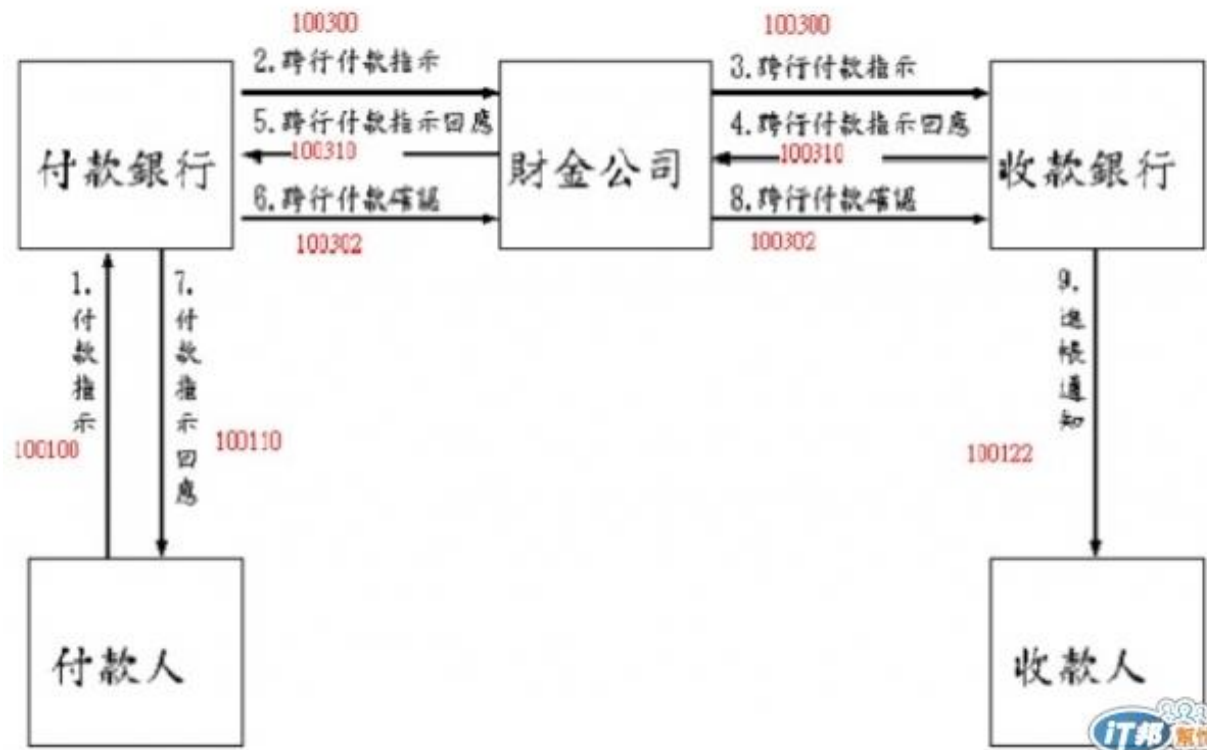 100300
100300
2.跨行付款指示
3.跨行付款指示
5.跨行付款指示回應
4.跨行付款指示回應
100310
100310
付款銀行
財金公司
收款銀行
6.跨行付款確認
8.跨行付款確認
100302
100302
1.付款指示
7.付款指示回應
9.進帳通知
100100
100110
100122
付款人
收款人
iT邦
幫忙